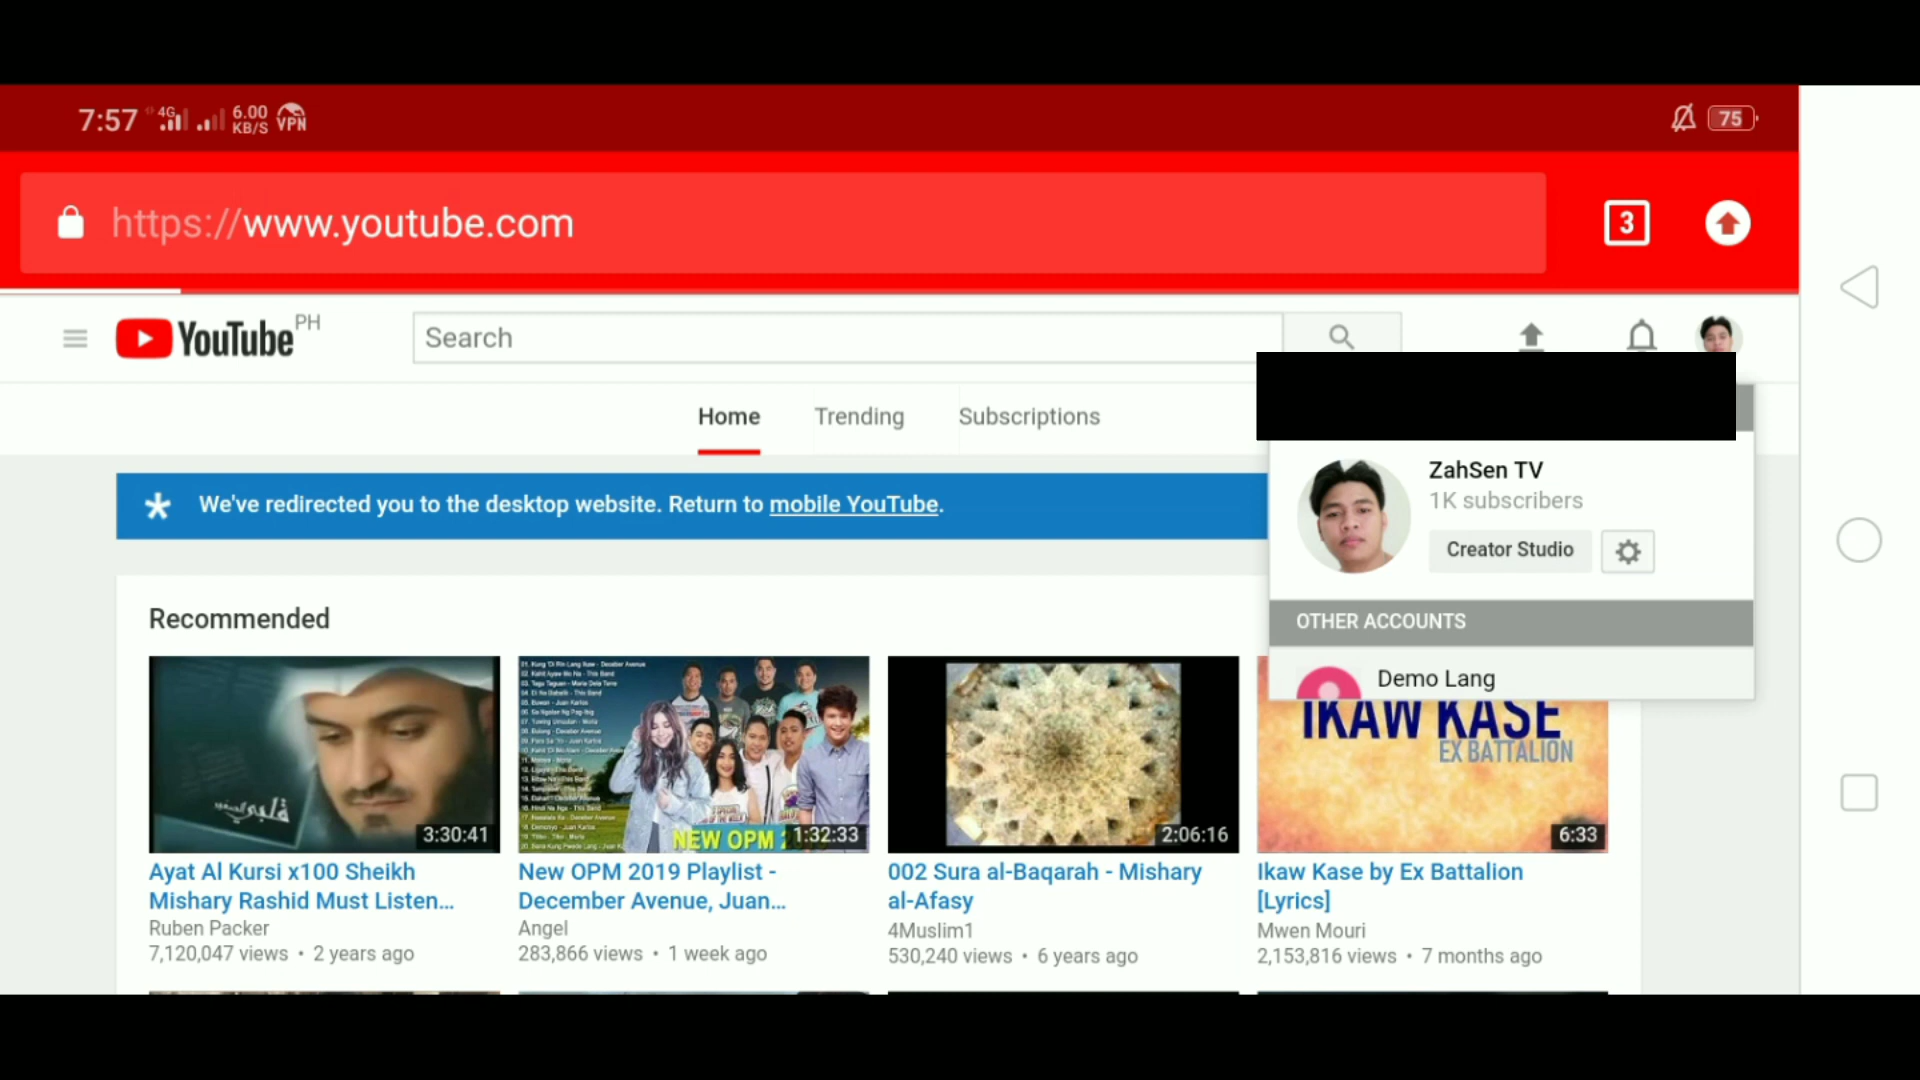 7:57 4G 6.00 KB/S VPN 75
https://www.youtube.com
3
YouTube PH
Search
Home Trending Subscriptions
We've redirected you to the desktop website. Return to mobile YouTube.
ZahSen TV
1K subscribers
Creator Studio
OTHER ACCOUNTS
Demo Lang
Recommended
3:30:41
NEW OPM
1:32:33
2:06:16
IKAW KASE
EX BATTALION
6:33
Ayat Al Kursi x100 Sheikh
Mishary Rashid Must Listen...
Ruben Packer
7,120,047 views • 2 years ago
New OPM 2019 Playlist -
December Avenue, Juan...
Angel
283,866 views • 1 week ago
002 Sura al-Baqarah - Mishary
al-Afasy
4Muslim1
530,240 views • 6 years ago
Ikaw Kase by Ex Battalion
[Lyrics]
Mwen Mouri
2,153,816 views • 7 months ago